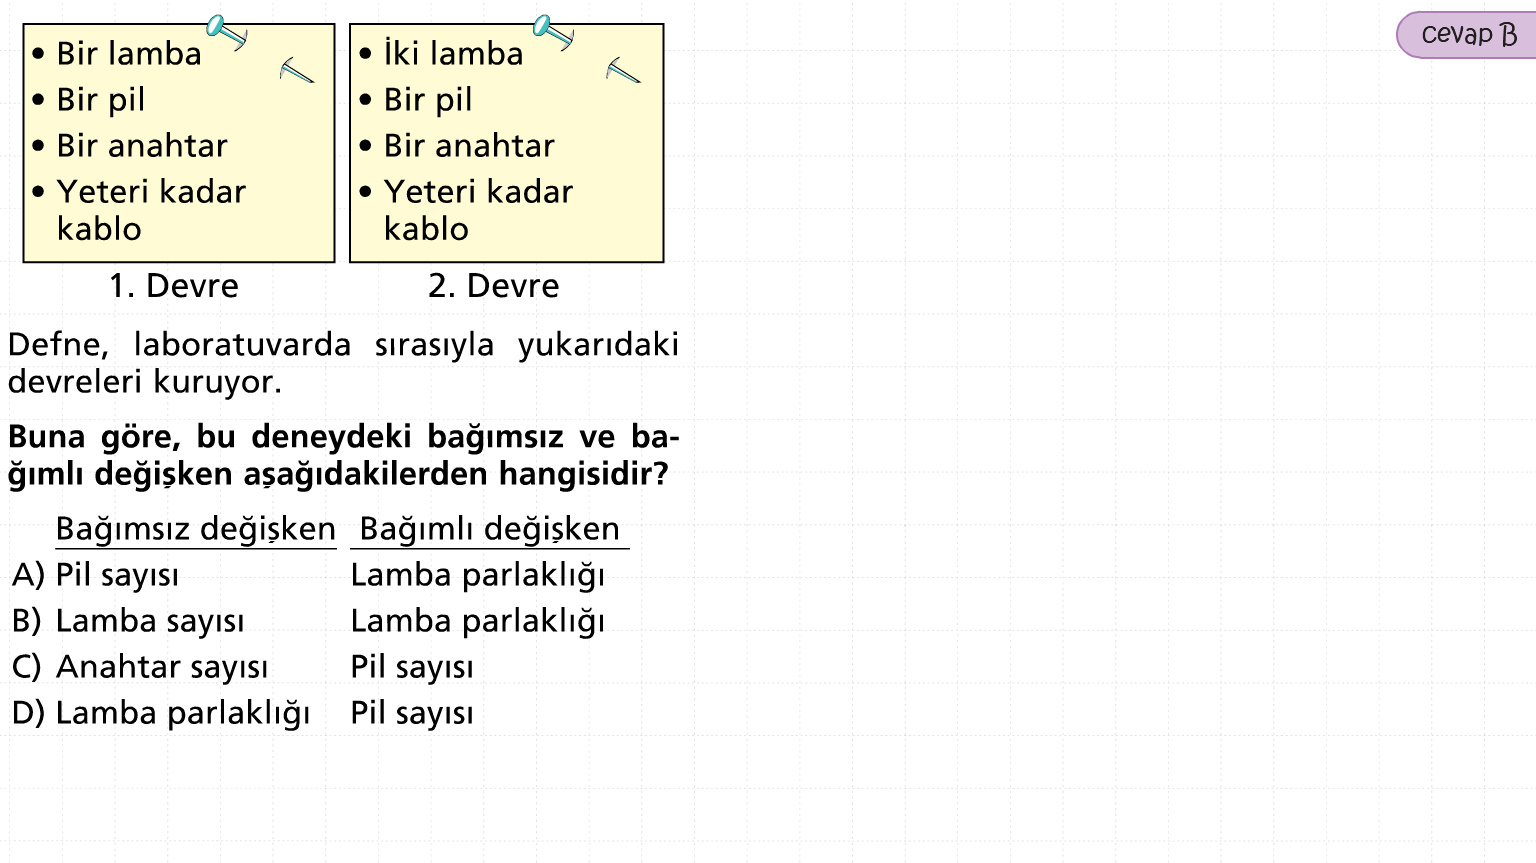 • Bir lamba
• Bir pil
• Bir anahtar
• Yeteri kadar
kablo
1. Devre
• İki lamba
• Bir pil
• Bir anahtar
• Yeteri kadar
kablo
2. Devre
cevap B
Defne, laboratuvarda sırasıyla yukarıdaki
devreleri kuruyor.
Buna göre, bu deneydeki bağımsız ve ba-
ğımlı değişken aşağıdakilerden hangisidir?
Bağımsız değişken Bağımlı değişken
A) Pil sayısı Lamba parlaklığı
B) Lamba sayısı Lamba parlaklığı
C) Anahtar sayısı Pil sayısı
D) Lamba parlaklığı Pil sayısı